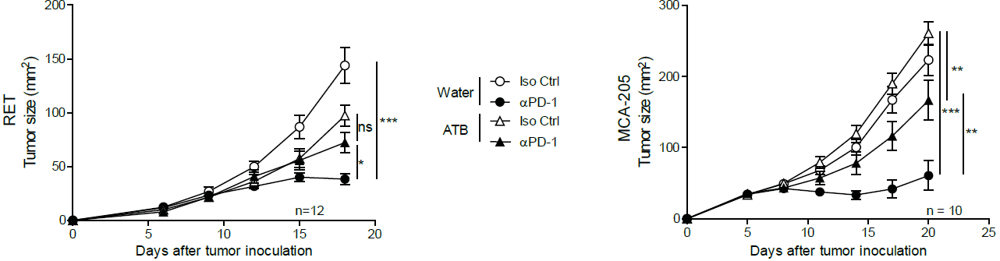 RET
Tumor size (mm²)
200
150
100
50
0
0 5 10 15 20
Days after tumor inoculation
n=12
ns
*
***
Water
Iso Ctrl
αPD-1
ATB
Iso Ctrl
αPD-1
MCA-205
Tumor size (mm²)
300
200
100
0
0 5 10 15 20 25
Days after tumor inoculation
n = 10
**
***
**